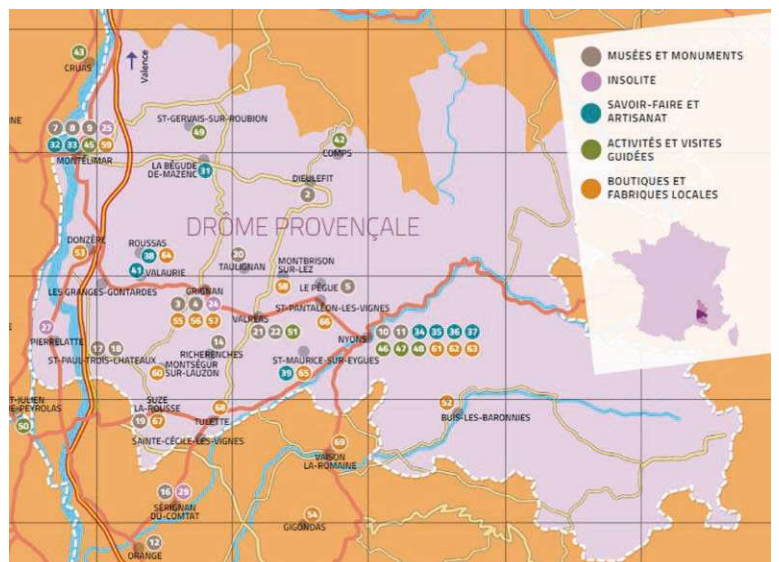 MUSÉES ET MONUMENTS
INSOLITE
SAVOIR-FAIRE ET
ARTISANAT
ACTIVITÉS ET VISITES
GUIDÉES
BOUTIQUES ET
FABRIQUES LOCALES
43
CRUAS
Valence
7 8 9 25
32 33 45 59
MONTÉLIMAR
ST-GERVAIS-SUR-ROUBION
49
42
COMPS
LA BÉGUDE
DE-MAZENC
31
DIEULEFIT
2
DRÔME PROVENÇALE
DONZÈRE
53
ROUSSAS
38 64
41
VALAURIE
20
TAULIGNAN
MONTBRISON
SUR-LEZ
58
LE PÈGUE
5
LES GRANGES-GONTARDES
GRIGNAN
3 4 24
55 56 57
ST-PANTALÉON-LES-VIGNES
66
VALRÉAS
21 22 51
NYONS
10 11 34 35 36 37
46 47 48 61 62 63
27
PIERRELATTE
17 18
ST-PAUL-TROIS-CHATEAUX
14
RICHERENCHES
60
MONTSÉGUR
SUR-LAUZON
ST-MAURICE-SUR-EYGUES
39 65
T-JULIEN
DE-PEYROLAS
50
SUZE
LA-ROUSSE
19 67
68
TULETTE
SAINTE-CÉCILE-LES-VIGNES
52
BUIS-LES-BARONNIES
69
VAISON
LA-ROMAINE
16 29
SÉRIGNAN
DU-COMTAT
54
GIGONDAS
12
ORANGE